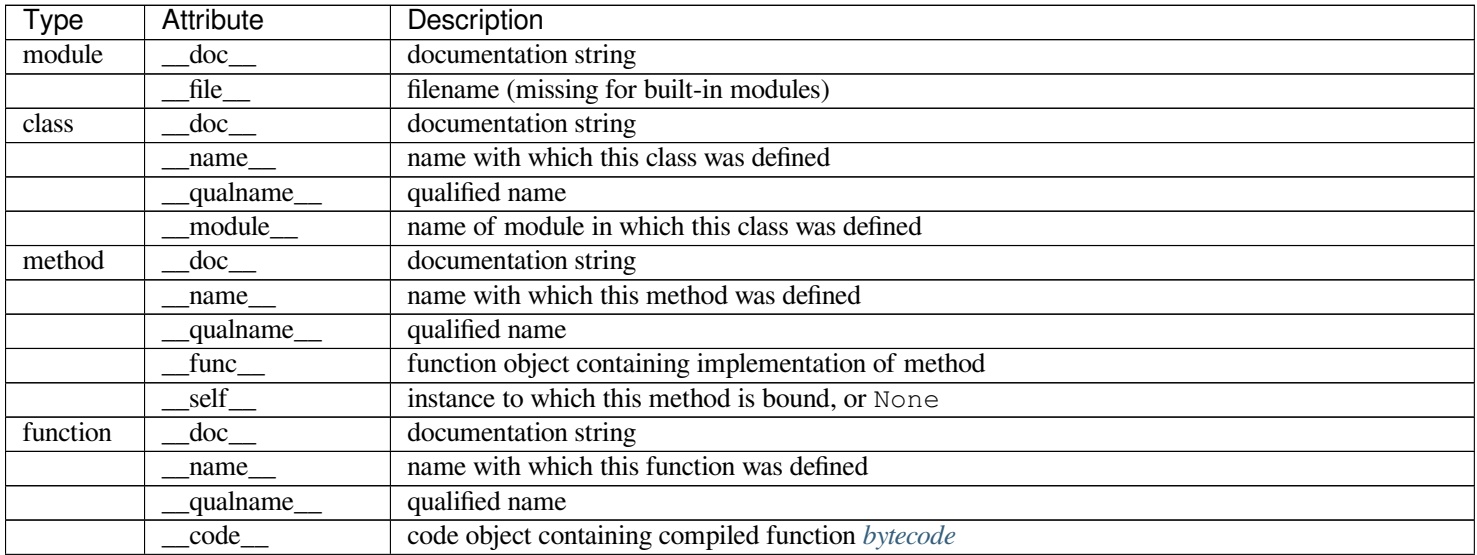 Type Attribute Description
module __doc__ documentation string
__file__ filename (missing for built-in modules)
class __doc__ documentation string
__name__ name with which this class was defined
__qualname__ qualified name
__module__ name of module in which this class was defined
method __doc__ documentation string
__name__ name with which this method was defined
__qualname__ qualified name
__func__ function object containing implementation of method
__self__ instance to which this method is bound, or None
function __doc__ documentation string
__name__ name with which this function was defined
__qualname__ qualified name
__code__ code object containing compiled function bytecode